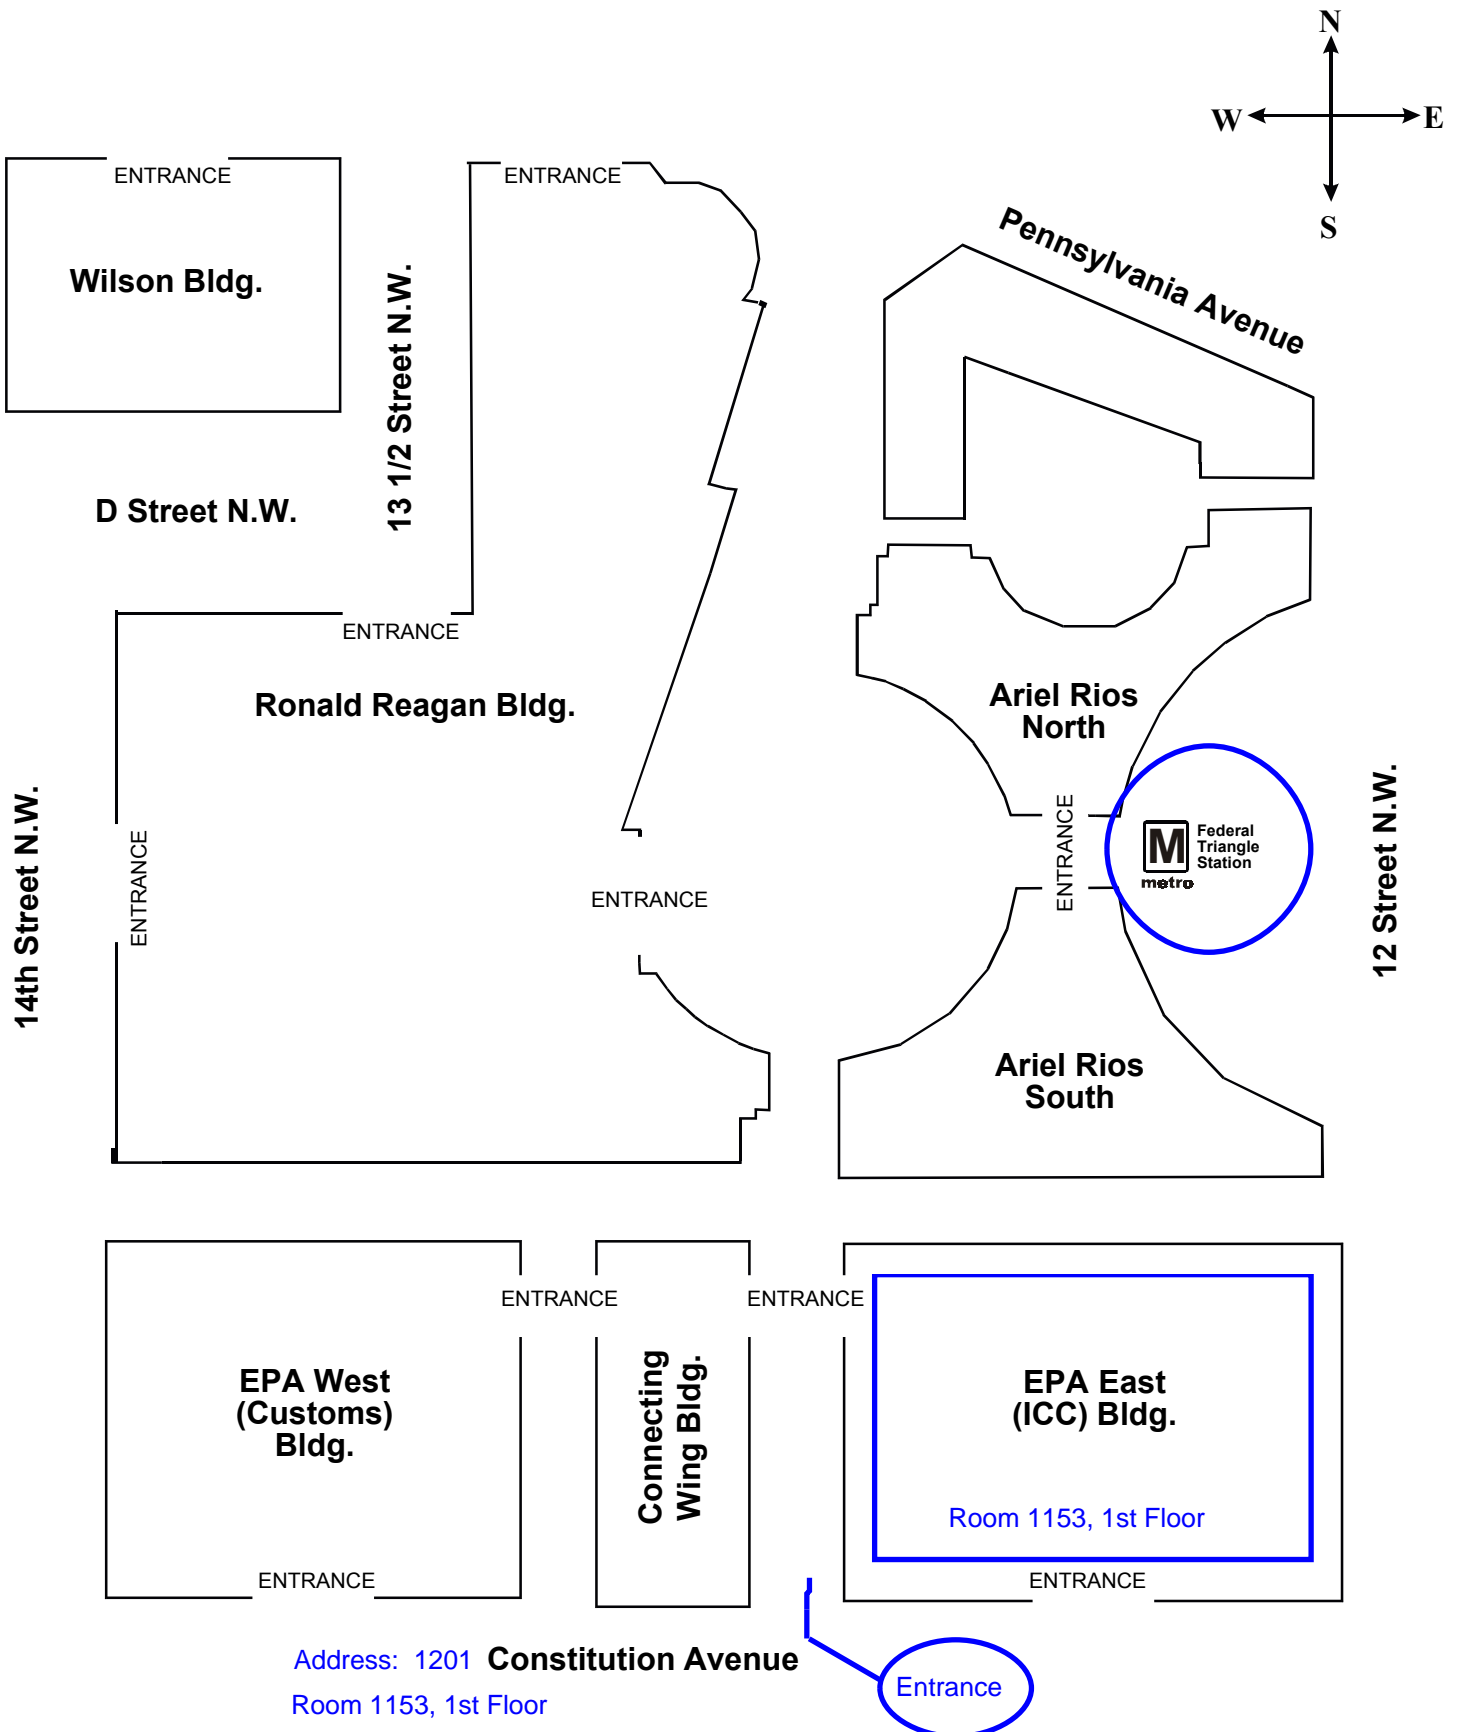 N
W E
S
ENTRANCE
ENTRANCE
Pennsylvania Avenue
Wilson Bldg.
13 1/2 Street N.W.
D Street N.W.
ENTRANCE
Ronald Reagan Bldg.
Ariel Rios
North
14th Street N.W.
ENTRANCE
ENTRANCE
ENTRANCE
M
metro
Federal
Triangle
Station
12 Street N.W.
Ariel Rios
South
ENTRANCE
ENTRANCE
EPA West
(Customs)
Bldg.
Connecting
Wing Bldg.
EPA East
(ICC) Bldg.
Room 1153, 1st Floor
ENTRANCE
ENTRANCE
Address: 1201 Constitution Avenue
Room 1153, 1st Floor
Entrance